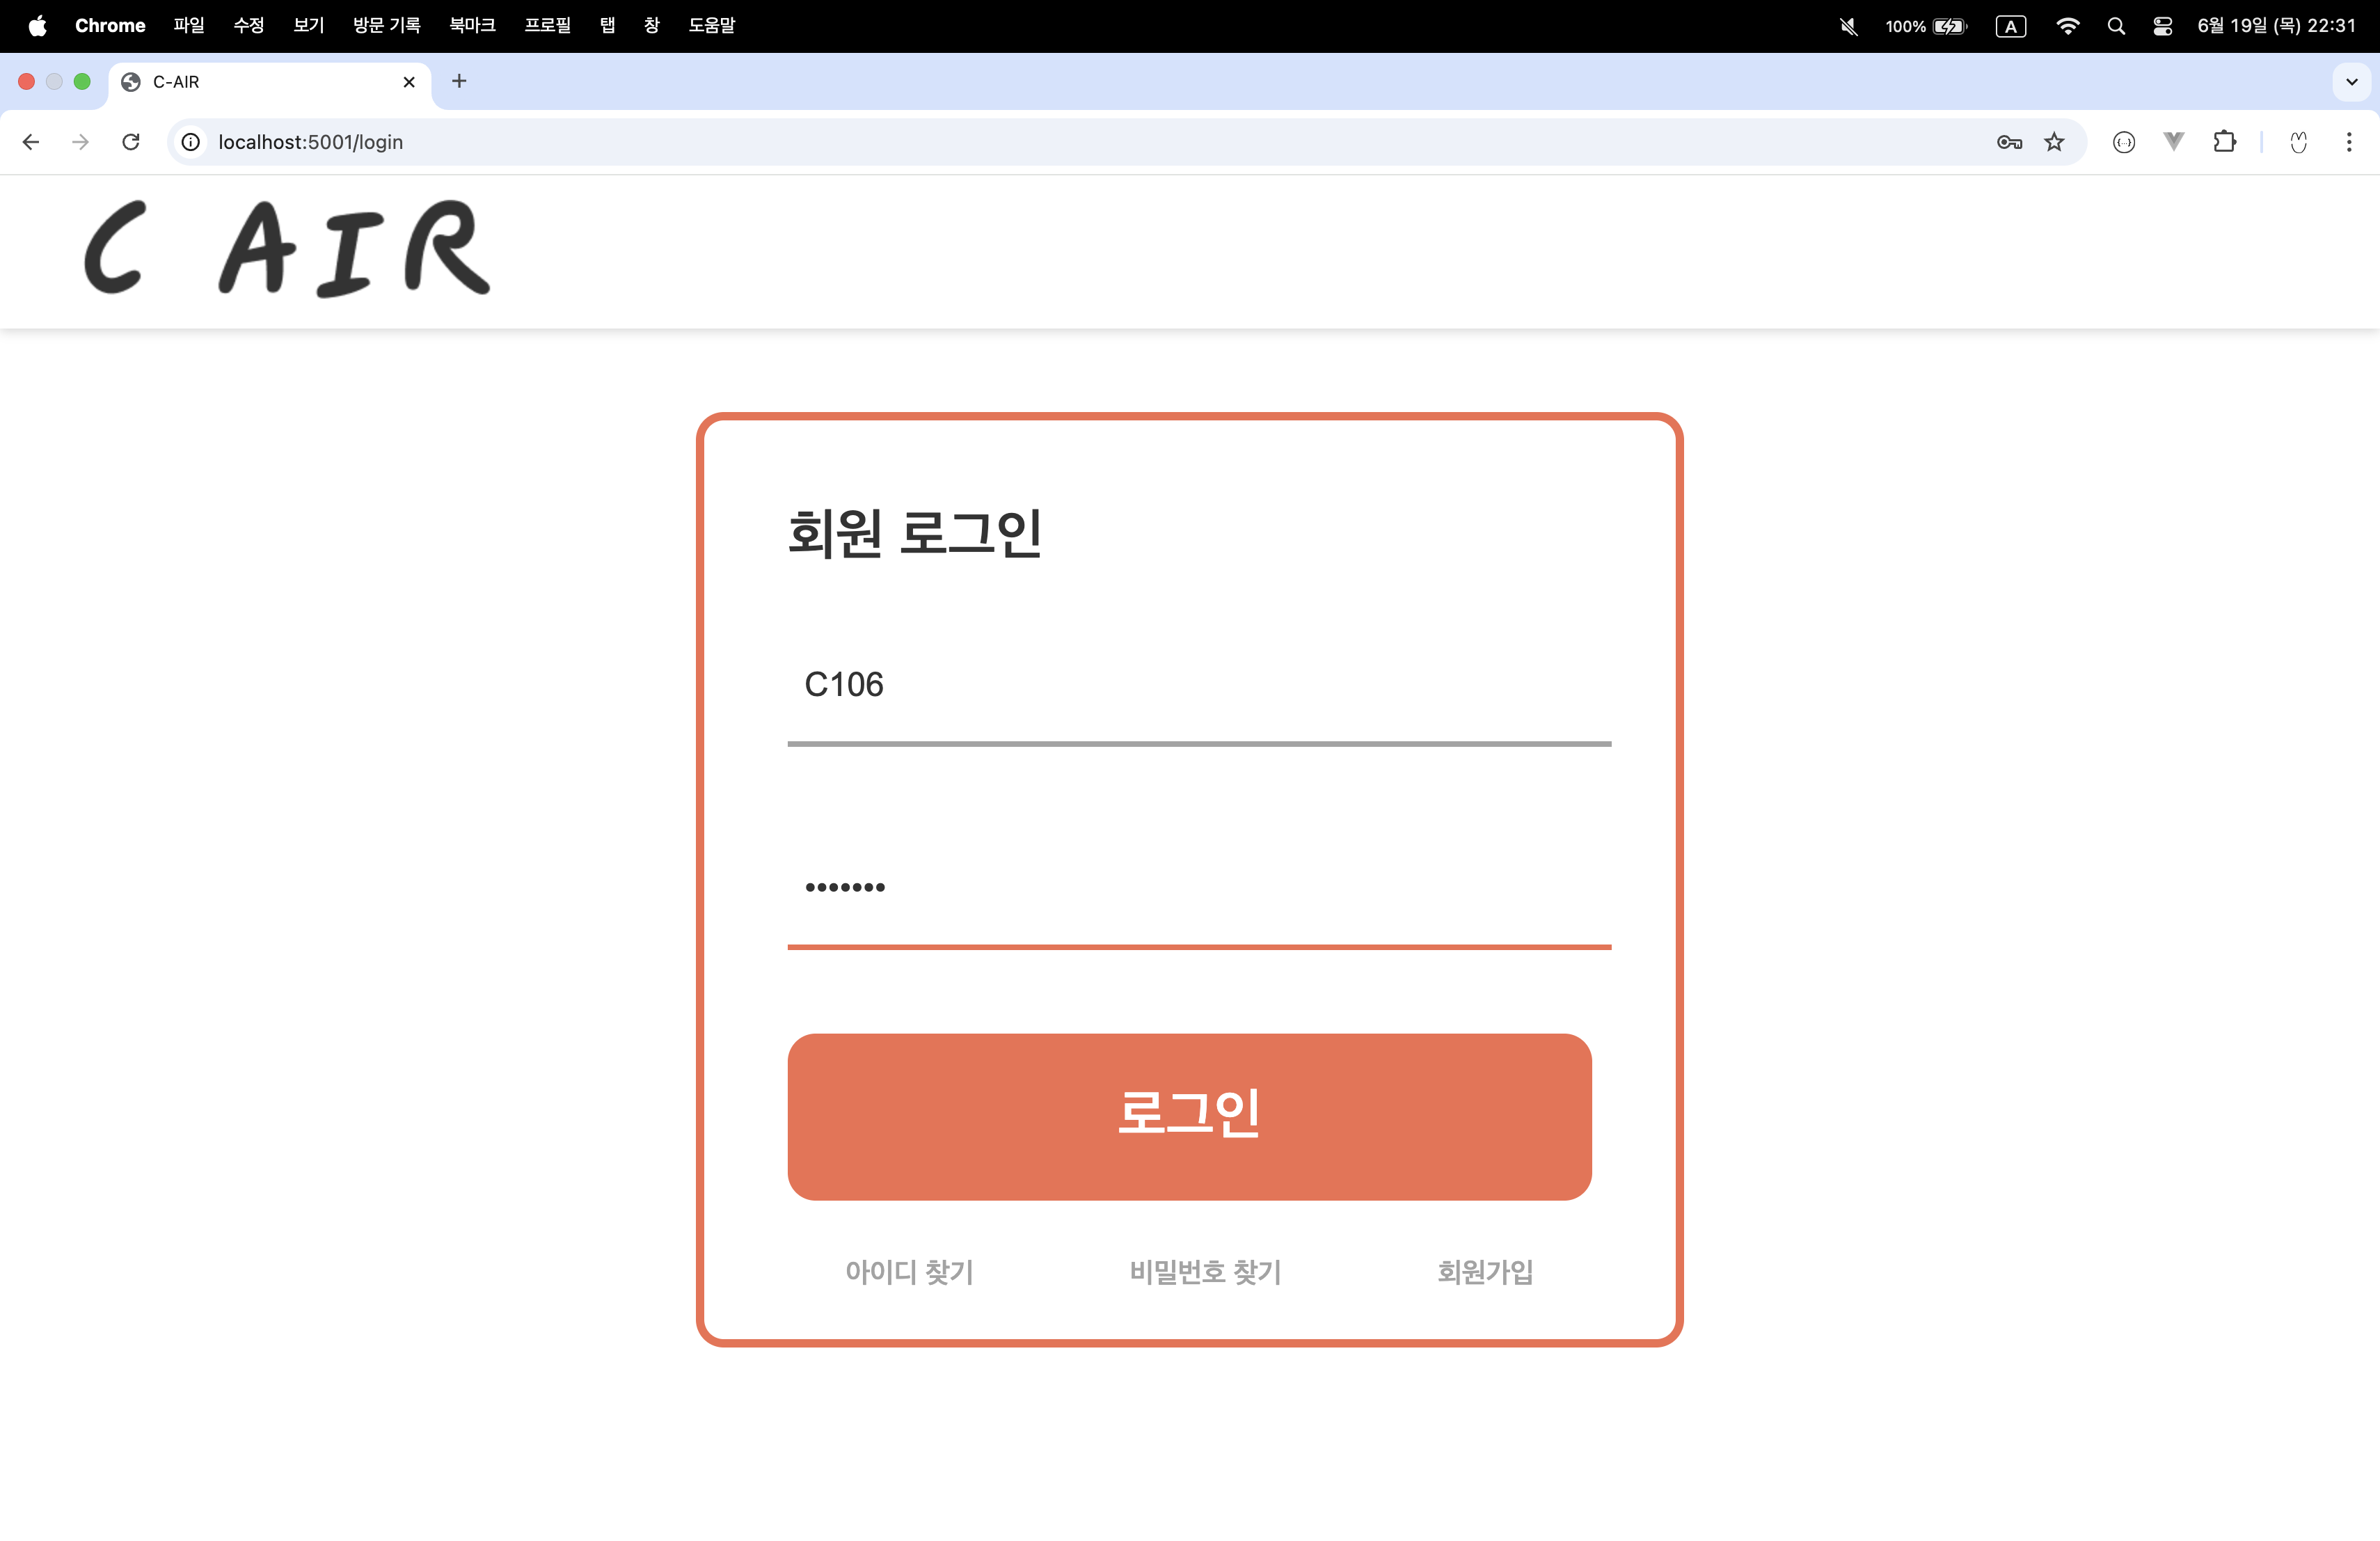 Chrome 파일 수정 보기 방문 기록 북마크 프로필 탭 창 도움말 100% A 6월 19일 (목) 22:31
C-AIR
localhost:5001/login
C AIR
회원 로그인
C106
•••••••
로그인
아이디 찾기 비밀번호 찾기 회원가입